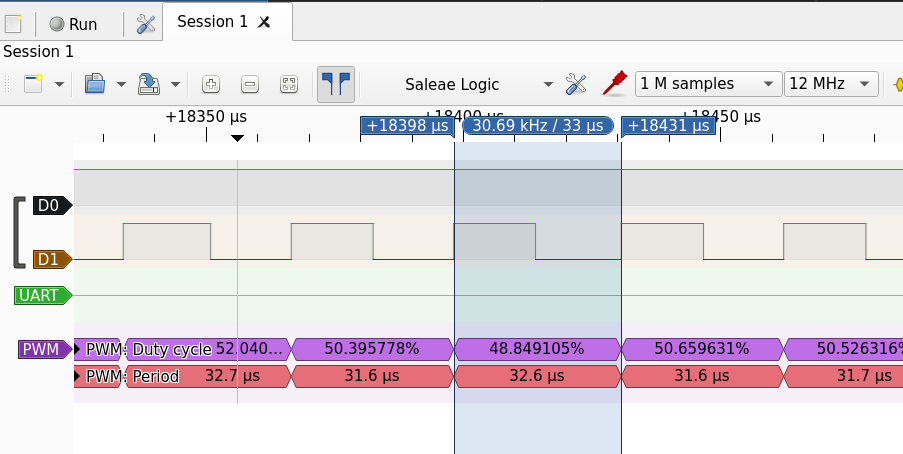 Run
Session 1
Session 1
Saleae Logic
1 M samples
12 MHz
+18350 µs
+18400 µs
+18450 µs
+18398 µs
30.69 kHz / 33 µs
+18431 µs
D0
D1
UART
PWM
PWM: Duty cycle
52.040...
50.395778%
48.849105%
50.659631%
50.526316%
PWM: Period
32.7 µs
31.6 µs
32.6 µs
31.6 µs
31.7 µs